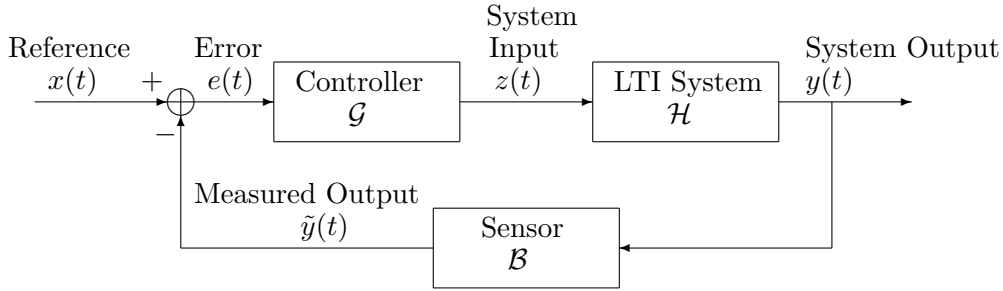 Reference
x(t)
+
−
Error
e(t)
Controller
𝒢
System
Input
z(t)
LTI System
ℋ
System Output
y(t)
Measured Output
ỹ(t)
Sensor
ℬ